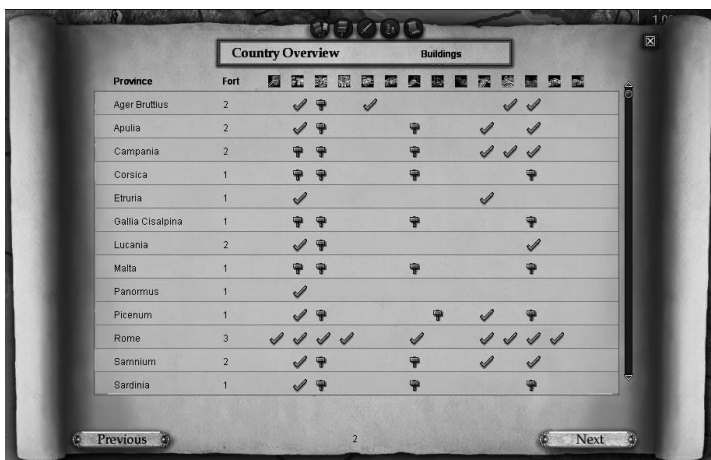 Country Overview Buildings
Province Fort
Ager Bruttius 2
Apulia 2
Campania 2
Corsica 1
Etruria 1
Gallia Cisalpina 1
Lucania 2
Malta 1
Panormus 1
Picenum 1
Rome 3
Samnium 2
Sardinia 1
Previous 2 Next